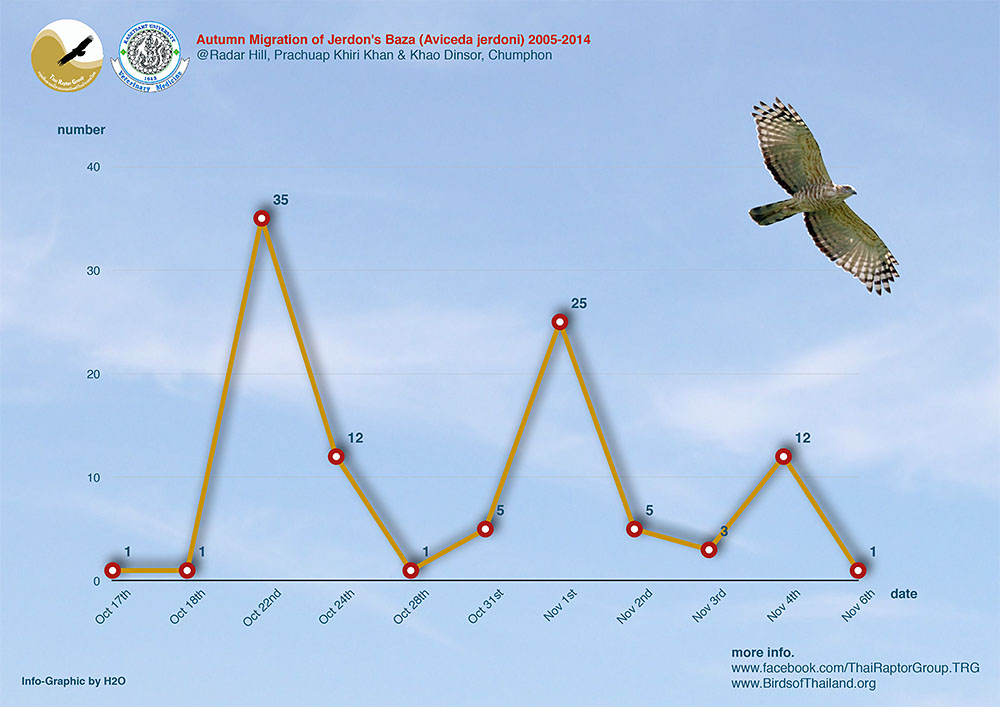 Autumn Migration of Jerdon's Baza (Aviceda jerdoni) 2005-2014
@Radar Hill, Prachuap Khiri Khan & Khao Dinsor, Chumphon
Thai Raptor Group
KASETSART UNIVERSITY
1943
Veterinary Medicine
number
40
30
20
10
0
1
1
35
12
1
5
25
5
3
12
1
Oct 17th
Oct 18th
Oct 22nd
Oct 24th
Oct 28th
Oct 31st
Nov 1st
Nov 2nd
Nov 3rd
Nov 4th
Nov 6th
date
more info.
www.facebook.com/ThaiRaptorGroup.TRG
www.BirdsofThailand.org
Info-Graphic by H2O